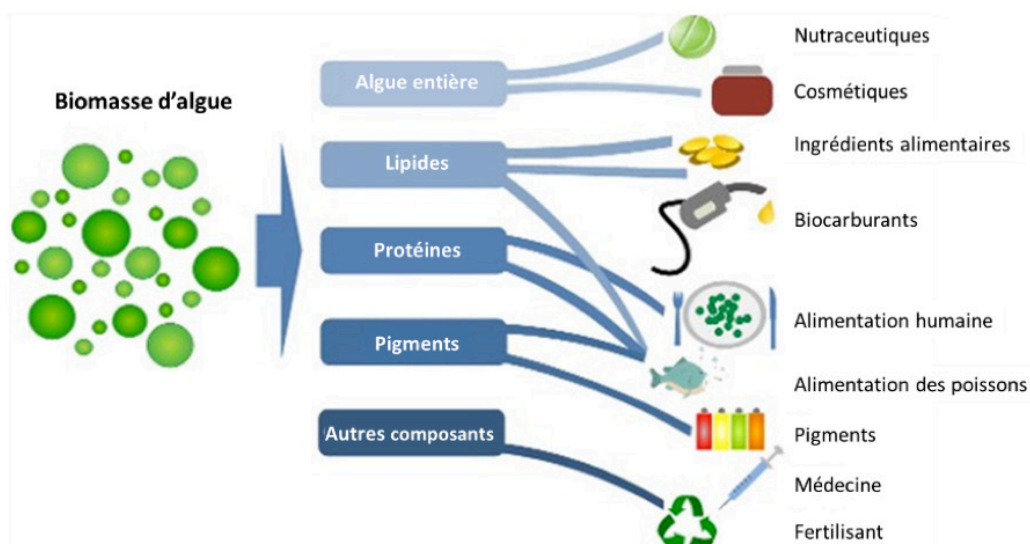 Biomasse d'algue
Algue entière
Lipides
Protéines
Pigments
Autres composants
Nutraceutiques
Cosmétiques
Ingrédients alimentaires
Biocarburants
Alimentation humaine
Alimentation des poissons
Pigments
Médecine
Fertilisant